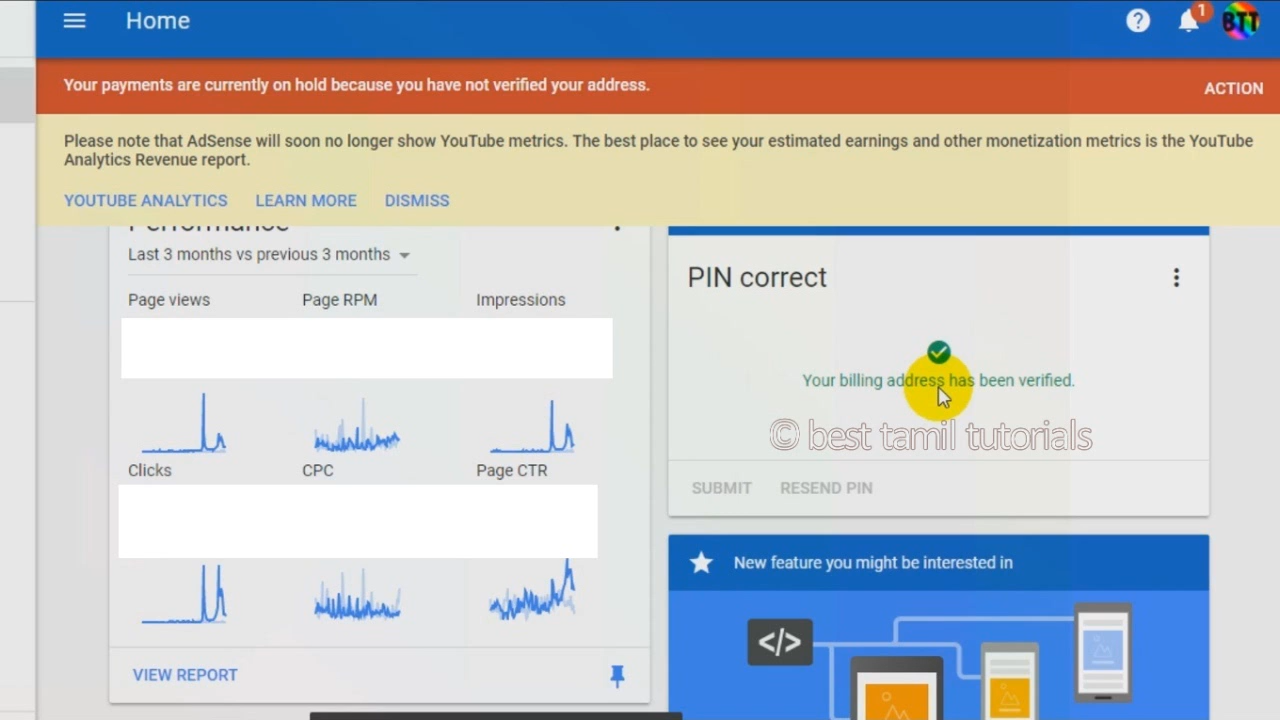 Home
1
BTT
Your payments are currently on hold because you have not verified your address.
ACTION
Please note that AdSense will soon no longer show YouTube metrics. The best place to see your estimated earnings and other monetization metrics is the YouTube
Analytics Revenue report.
YOUTUBE ANALYTICS LEARN MORE DISMISS
Performance
Last 3 months vs previous 3 months
Page views Page RPM Impressions
Clicks CPC Page CTR
VIEW REPORT
PIN correct
Your billing address has been verified.
© best tamil tutorials
SUBMIT RESEND PIN
New feature you might be interested in
</>